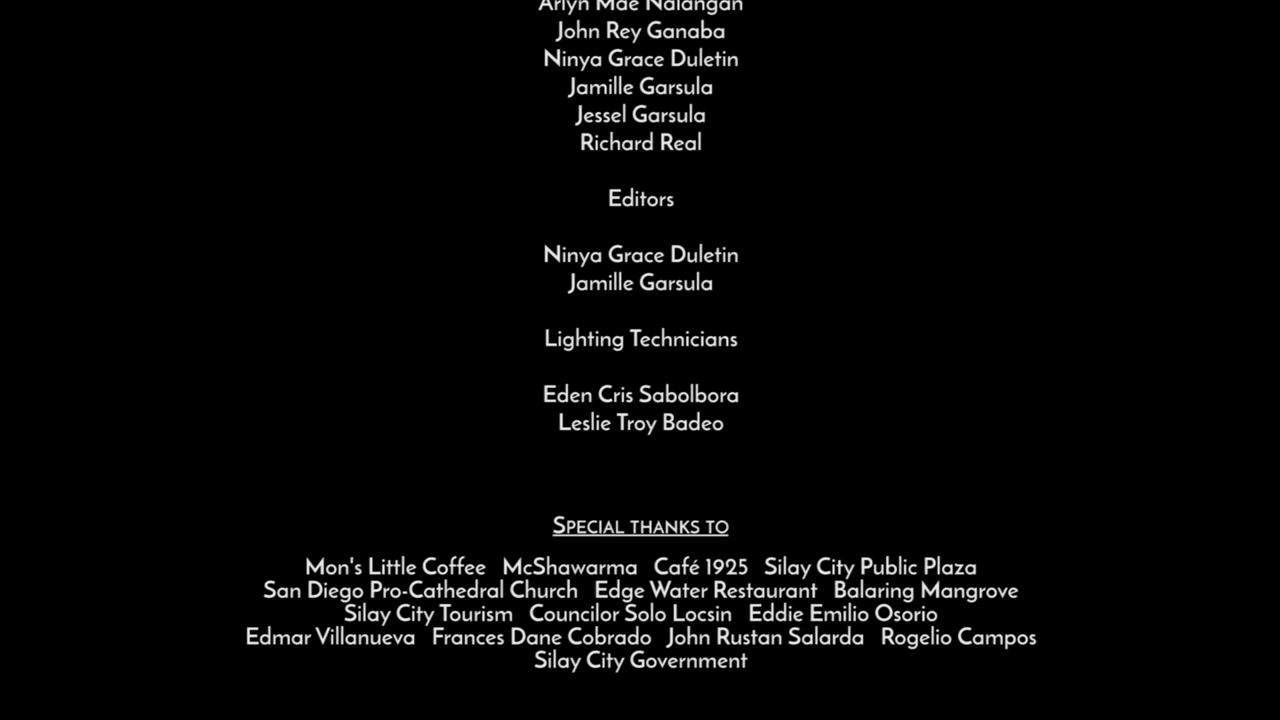 Arlyn Mae Nalangan
John Rey Ganaba
Ninya Grace Duletin
Jamille Garsula
Jessel Garsula
Richard Real
Editors
Ninya Grace Duletin
Jamille Garsula
Lighting Technicians
Eden Cris Sabolbora
Leslie Troy Badeo
SPECIAL THANKS TO
Mon's Little Coffee McShawarma Café 1925 Silay City Public Plaza
San Diego Pro-Cathedral Church Edge Water Restaurant Balaring Mangrove
Silay City Tourism Councilor Solo Locsin Eddie Emilio Osorio
Edmar Villanueva Frances Dane Cobrado John Rustan Salarda Rogelio Campos
Silay City Government